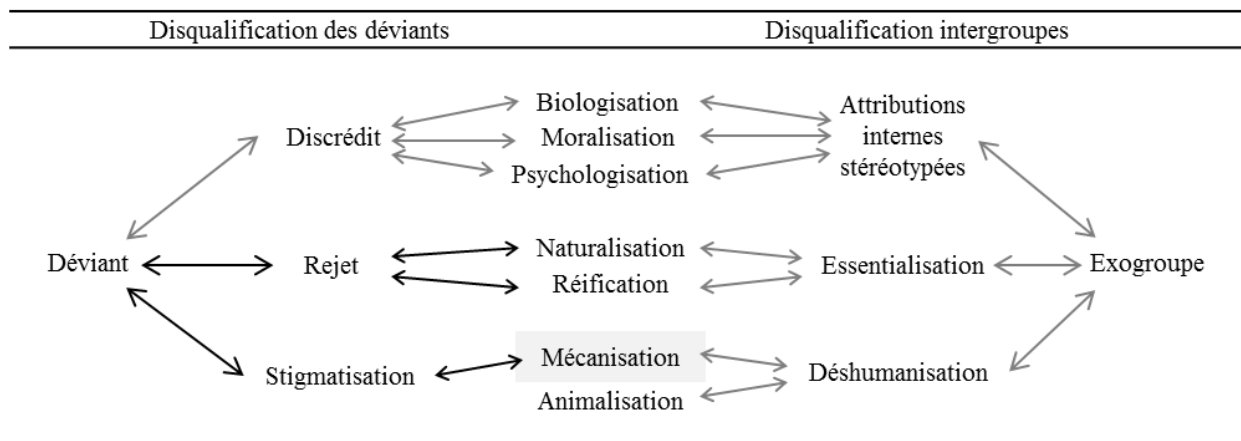 Disqualification des déviants Disqualification intergroupes
Biologisation Attributions
Discrédit Moralisation internes
Psychologisation stéréotypées
Naturalisation
Déviant Rejet Essentialisation Exogroupe
Réification
Mécanisation
Stigmatisation Déshumanisation
Animalisation